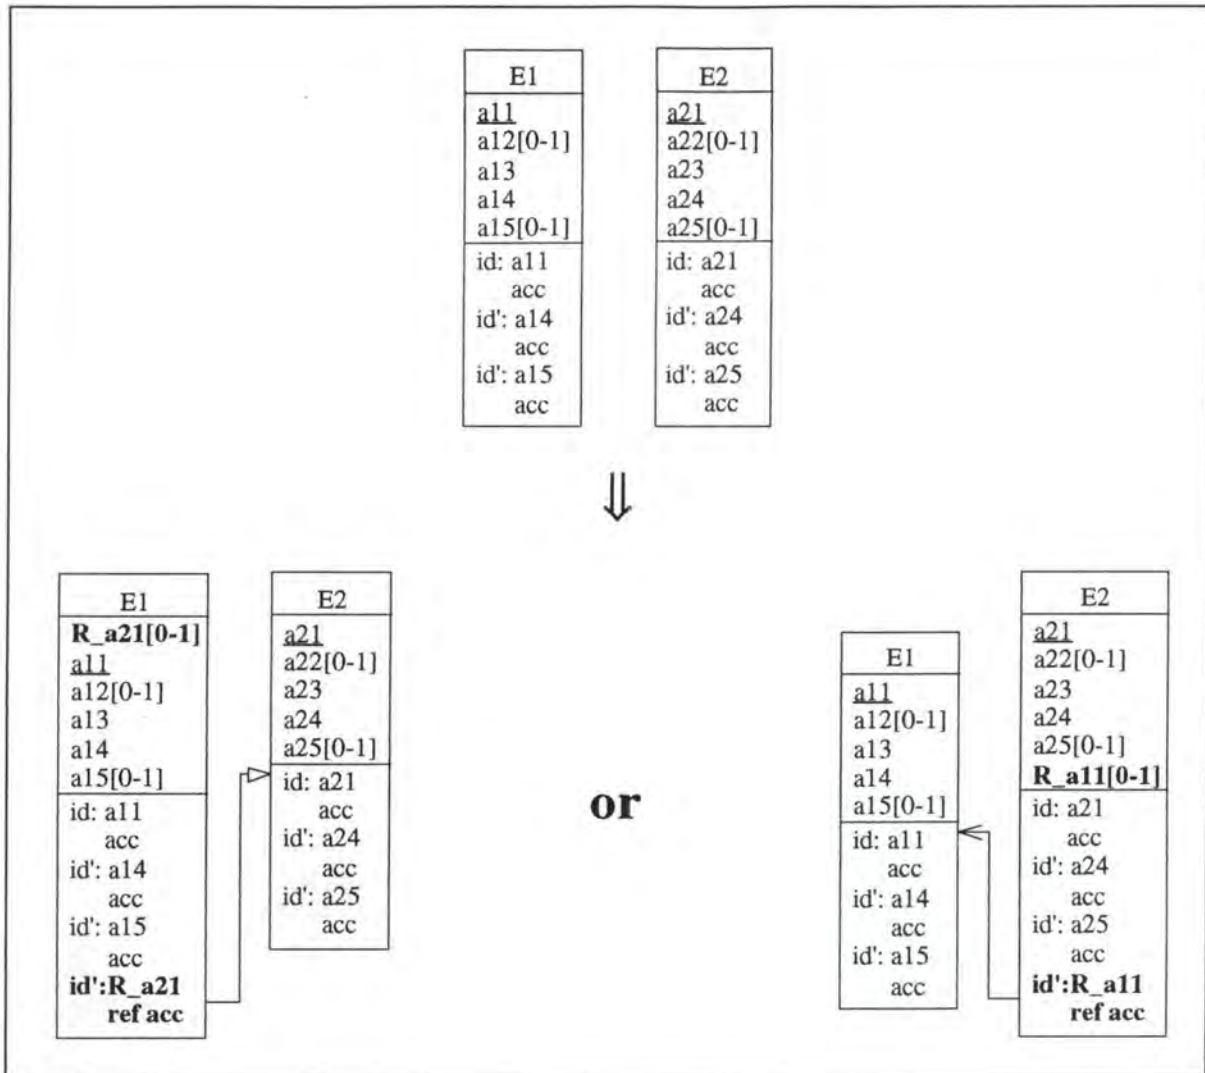 E1
a11
a12[0-1]
a13
a14
a15[0-1]
id: a11
acc
id': a14
acc
id': a15
acc
E2
a21
a22[0-1]
a23
a24
a25[0-1]
id: a21
acc
id': a24
acc
id': a25
acc
⇓
E1
R_a21[0-1]
a11
a12[0-1]
a13
a14
a15[0-1]
id: a11
acc
id': a14
acc
id': a15
acc
id':R_a21
ref acc
E2
a21
a22[0-1]
a23
a24
a25[0-1]
id: a21
acc
id': a24
acc
id': a25
acc
or
E1
a11
a12[0-1]
a13
a14
a15[0-1]
id: a11
acc
id': a14
acc
id': a15
acc
E2
a21
a22[0-1]
a23
a24
a25[0-1]
R_a11[0-1]
id: a21
acc
id': a24
acc
id': a25
acc
id':R_a11
ref acc